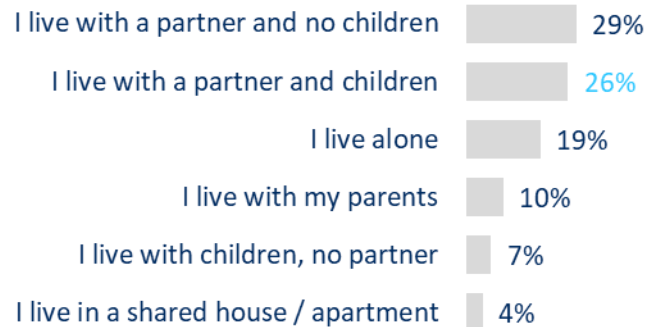 I live with a partner and no children 29%
I live with a partner and children 26%
I live alone 19%
I live with my parents 10%
I live with children, no partner 7%
I live in a shared house / apartment 4%